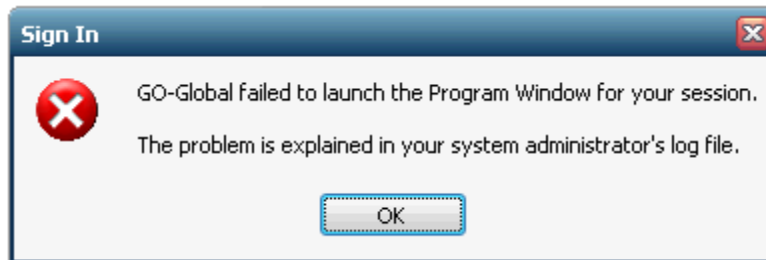 Sign In
GO-Global failed to launch the Program Window for your session.
The problem is explained in your system administrator's log file.
OK